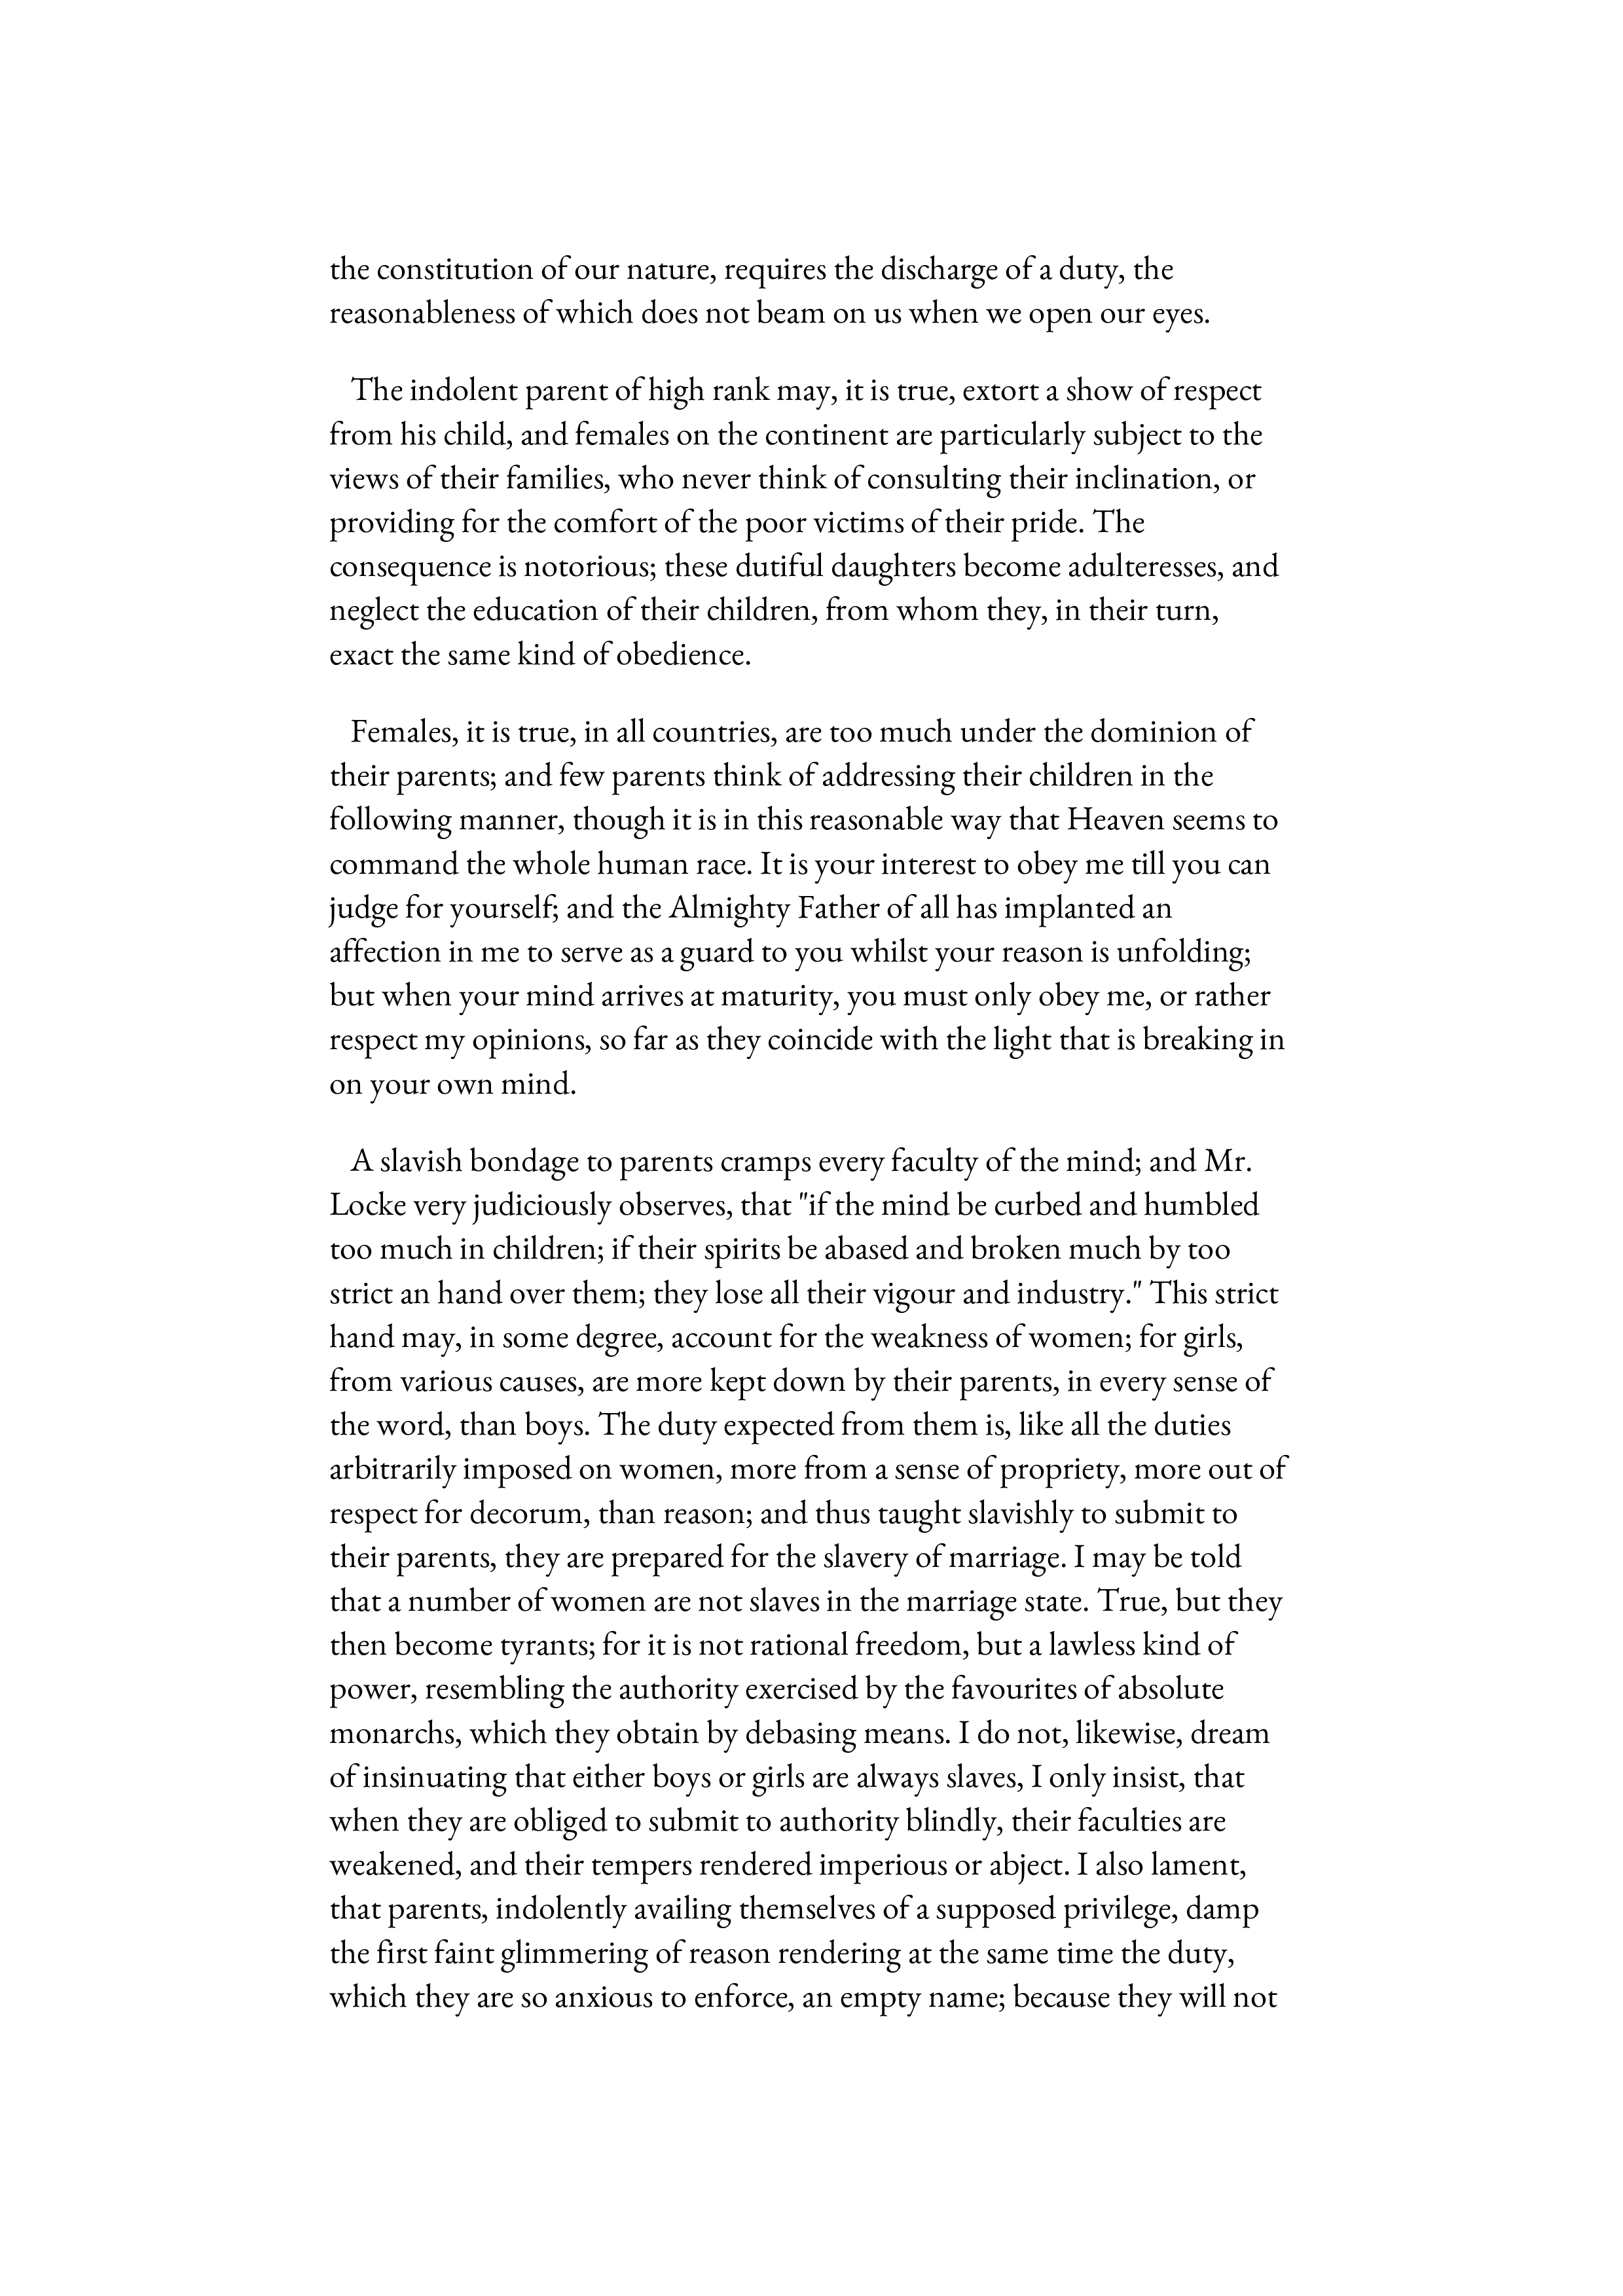 the constitution of our nature, requires the discharge of a duty, the
reasonableness of which does not beam on us when we open our eyes.
The indolent parent of high rank may, it is true, extort a show of respect
from his child, and females on the continent are particularly subject to the
views of their families, who never think of consulting their inclination, or
providing for the comfort of the poor victims of their pride. The
consequence is notorious; these dutiful daughters become adulteresses, and
neglect the education of their children, from whom they, in their turn,
exact the same kind of obedience.
Females, it is true, in all countries, are too much under the dominion of
their parents; and few parents think of addressing their children in the
following manner, though it is in this reasonable way that Heaven seems to
command the whole human race. It is your interest to obey me till you can
judge for yourself; and the Almighty Father of all has implanted an
affection in me to serve as a guard to you whilst your reason is unfolding;
but when your mind arrives at maturity, you must only obey me, or rather
respect my opinions, so far as they coincide with the light that is breaking in
on your own mind.
A slavish bondage to parents cramps every faculty of the mind; and Mr.
Locke very judiciously observes, that "if the mind be curbed and humbled
too much in children; if their spirits be abased and broken much by too
strict an hand over them; they lose all their vigour and industry." This strict
hand may, in some degree, account for the weakness of women; for girls,
from various causes, are more kept down by their parents, in every sense of
the word, than boys. The duty expected from them is, like all the duties
arbitrarily imposed on women, more from a sense of propriety, more out of
respect for decorum, than reason; and thus taught slavishly to submit to
their parents, they are prepared for the slavery of marriage. I may be told
that a number of women are not slaves in the marriage state. True, but they
then become tyrants; for it is not rational freedom, but a lawless kind of
power, resembling the authority exercised by the favourites of absolute
monarchs, which they obtain by debasing means. I do not, likewise, dream
of insinuating that either boys or girls are always slaves, I only insist, that
when they are obliged to submit to authority blindly, their faculties are
weakened, and their tempers rendered imperious or abject. I also lament,
that parents, indolently availing themselves of a supposed privilege, damp
the first faint glimmering of reason rendering at the same time the duty,
which they are so anxious to enforce, an empty name; because they will not